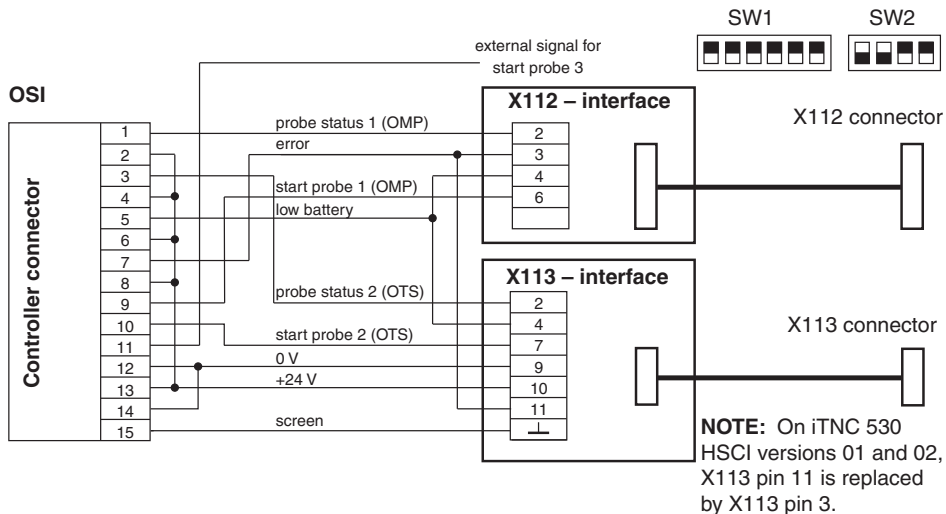 SW1
SW2
external signal for
start probe 3
OSI
X112 – interface
X112 connector
Controller connector
1
2
3
4
5
6
7
8
9
10
11
12
13
14
15
probe status 1 (OMP)
error
start probe 1 (OMP)
low battery
probe status 2 (OTS)
start probe 2 (OTS)
0 V
+24 V
screen
2
3
4
6
X113 – interface
2
4
7
9
10
11
X113 connector
NOTE: On iTNC 530
HSCI versions 01 and 02,
X113 pin 11 is replaced
by X113 pin 3.